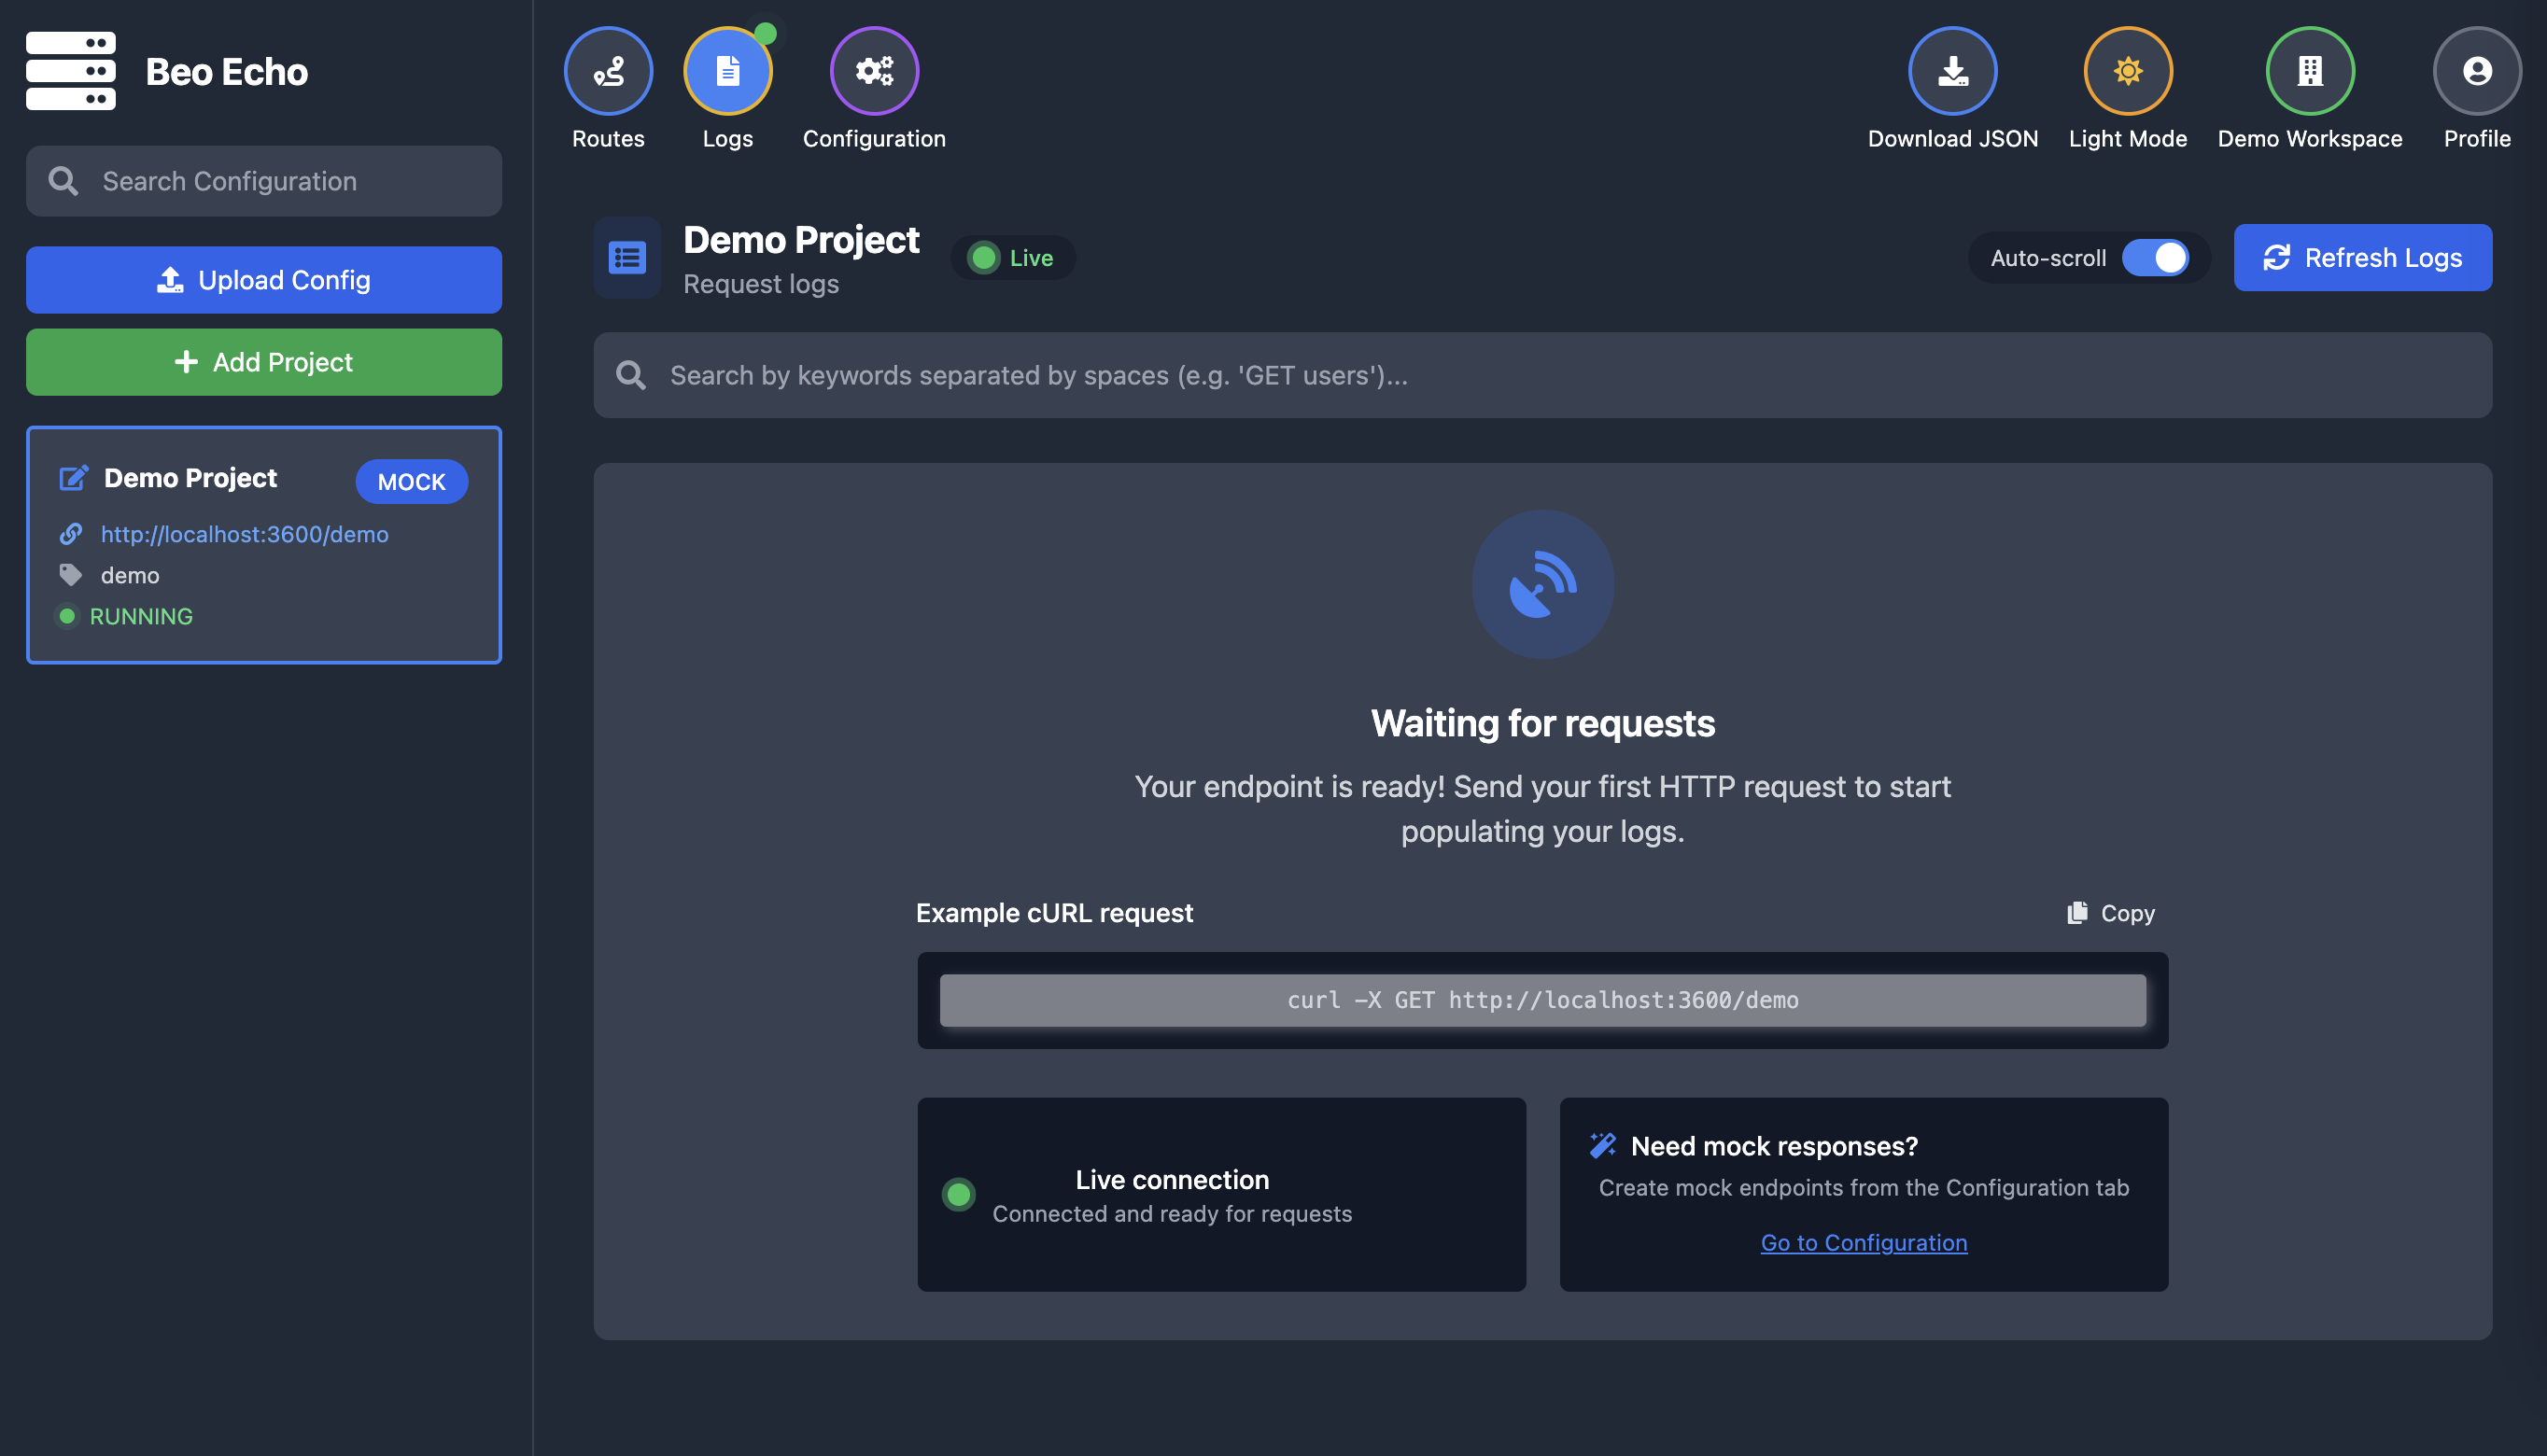 Beo Echo
Search Configuration
Upload Config
Add Project
Demo Project
MOCK
http://localhost:3600/demo
demo
RUNNING
Routes
Logs
Configuration
Download JSON
Light Mode
Demo Workspace
Profile
Demo Project
Request logs
Live
Auto-scroll
Refresh Logs
Search by keywords separated by spaces (e.g. 'GET users')...
Waiting for requests
Your endpoint is ready! Send your first HTTP request to start
populating your logs.
Example cURL request
Copy
curl -X GET http://localhost:3600/demo
Live connection
Connected and ready for requests
Need mock responses?
Create mock endpoints from the Configuration tab
Go to Configuration